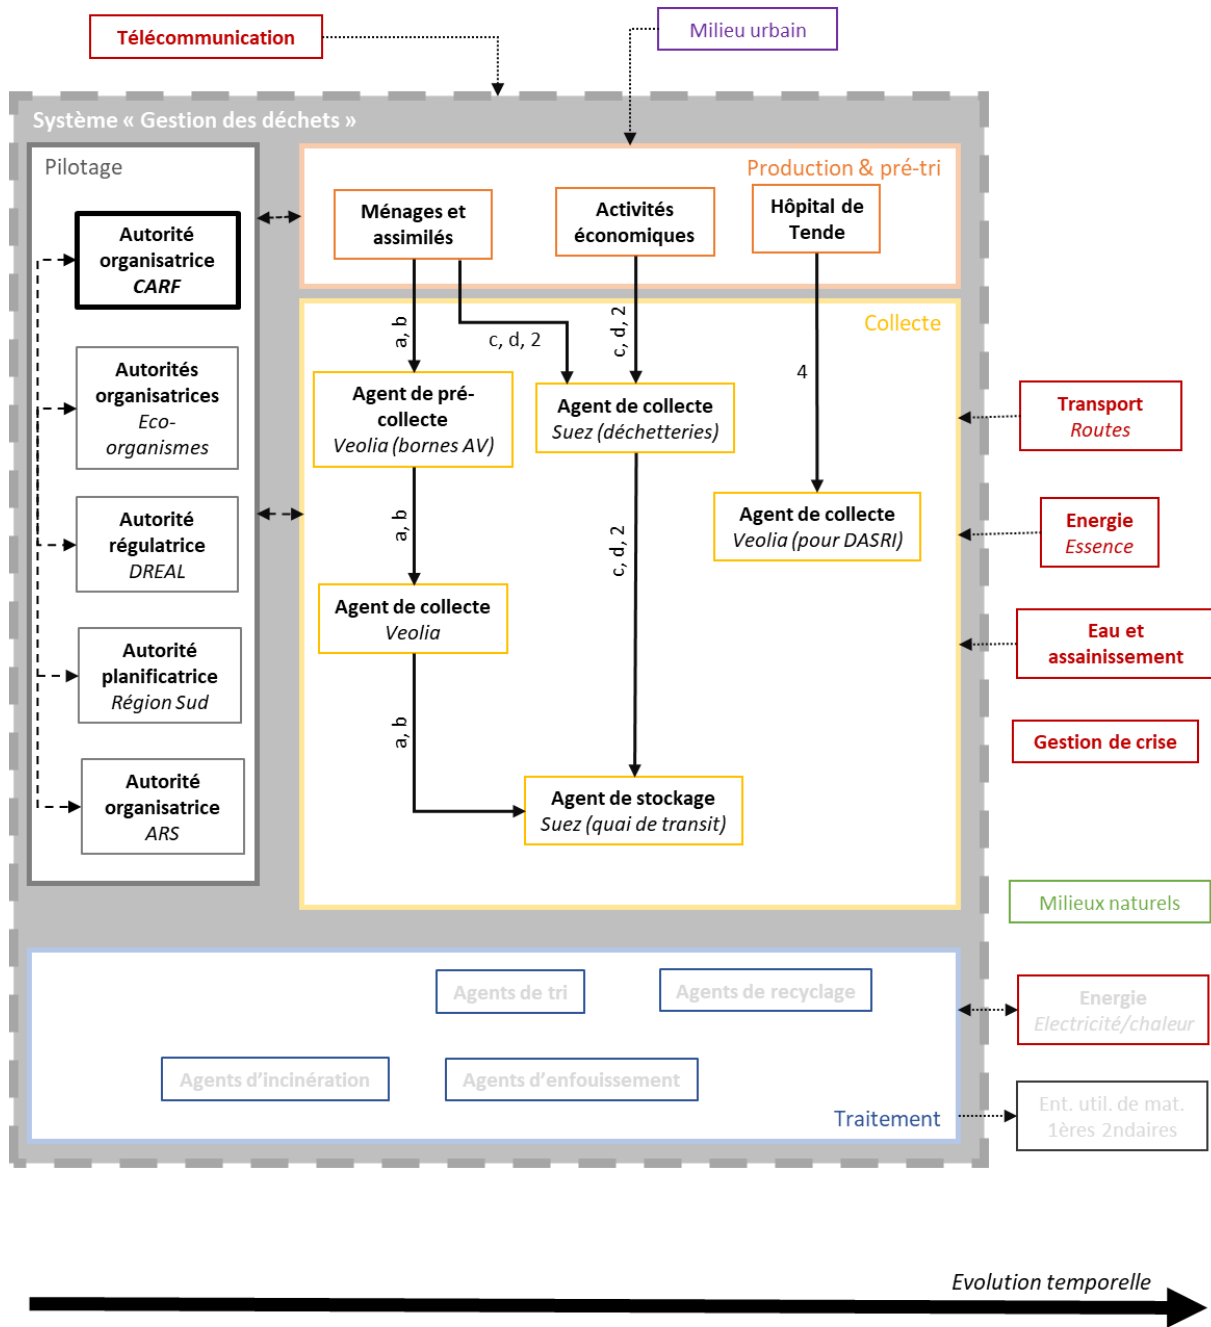 Télécommunication
Milieu urbain
Système « Gestion des déchets »
Pilotage
Autorité
organisatrice
CARF
Autorités
organisatrices
Eco-
organismes
Autorité
régulatrice
DREAL
Autorité
planificatrice
Région Sud
Autorité
organisatrice
ARS
Production & pré-tri
Ménages et
assimilés
Activités
économiques
Hôpital de
Tende
Collecte
a, b
c, d, 2
c, d, 2
4
Agent de pré-
collecte
Veolia (bornes AV)
Agent de collecte
Suez (déchetteries)
Agent de collecte
Veolia (pour DASRI)
a, b
c, d, 2
Agent de collecte
Veolia
a, b
Agent de stockage
Suez (quai de transit)
Transport
Routes
Energie
Essence
Eau et
assainissement
Gestion de crise
Milieux naturels
Agents de tri
Agents de recyclage
Agents d'incinération
Agents d'enfouissement
Traitement
Energie
Electricité/chaleur
Ent. util. de mat.
1ères 2ndaires
Evolution temporelle